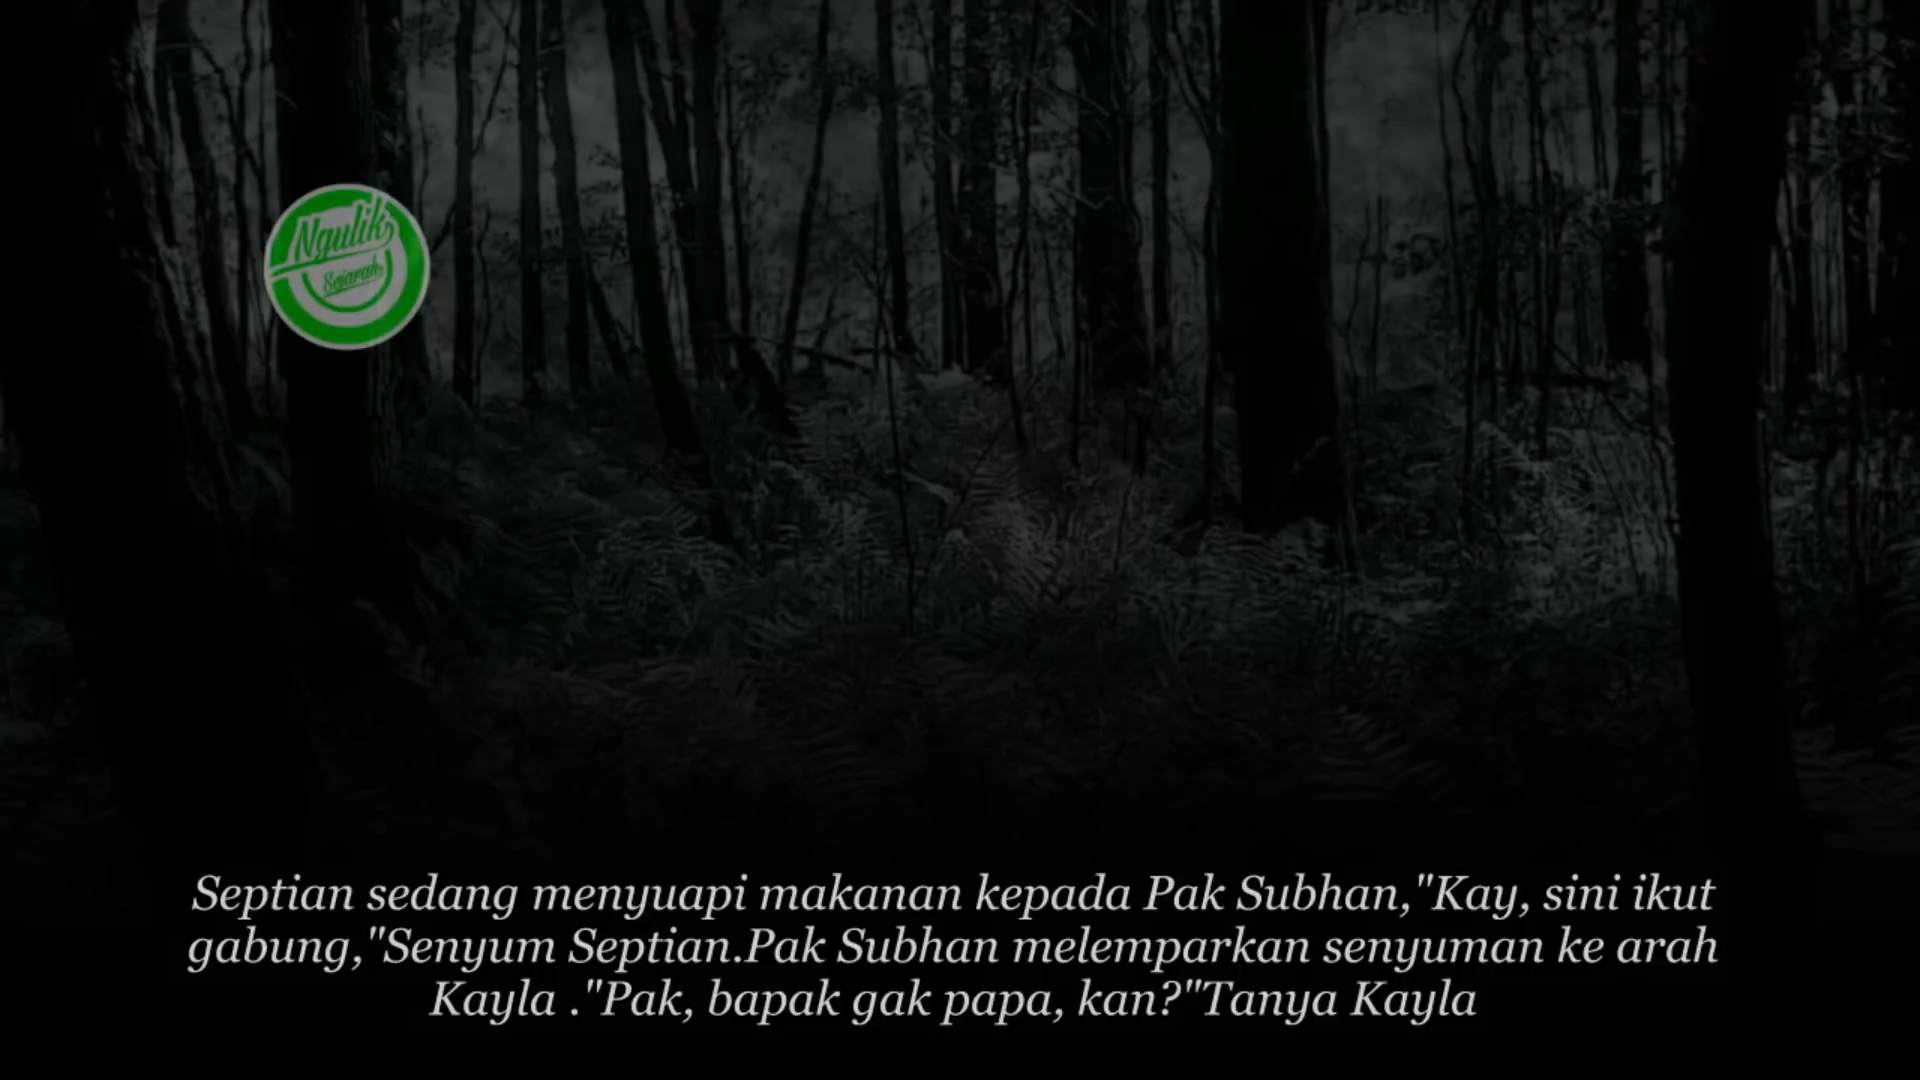 Ngulik
Sejarah
Septian sedang menyuapi makanan kepada Pak Subhan,"Kay, sini ikut
gabung,"Senyum Septian.Pak Subhan melemparkan senyuman ke arah
Kayla ."Pak, bapak gak papa, kan?"Tanya Kayla